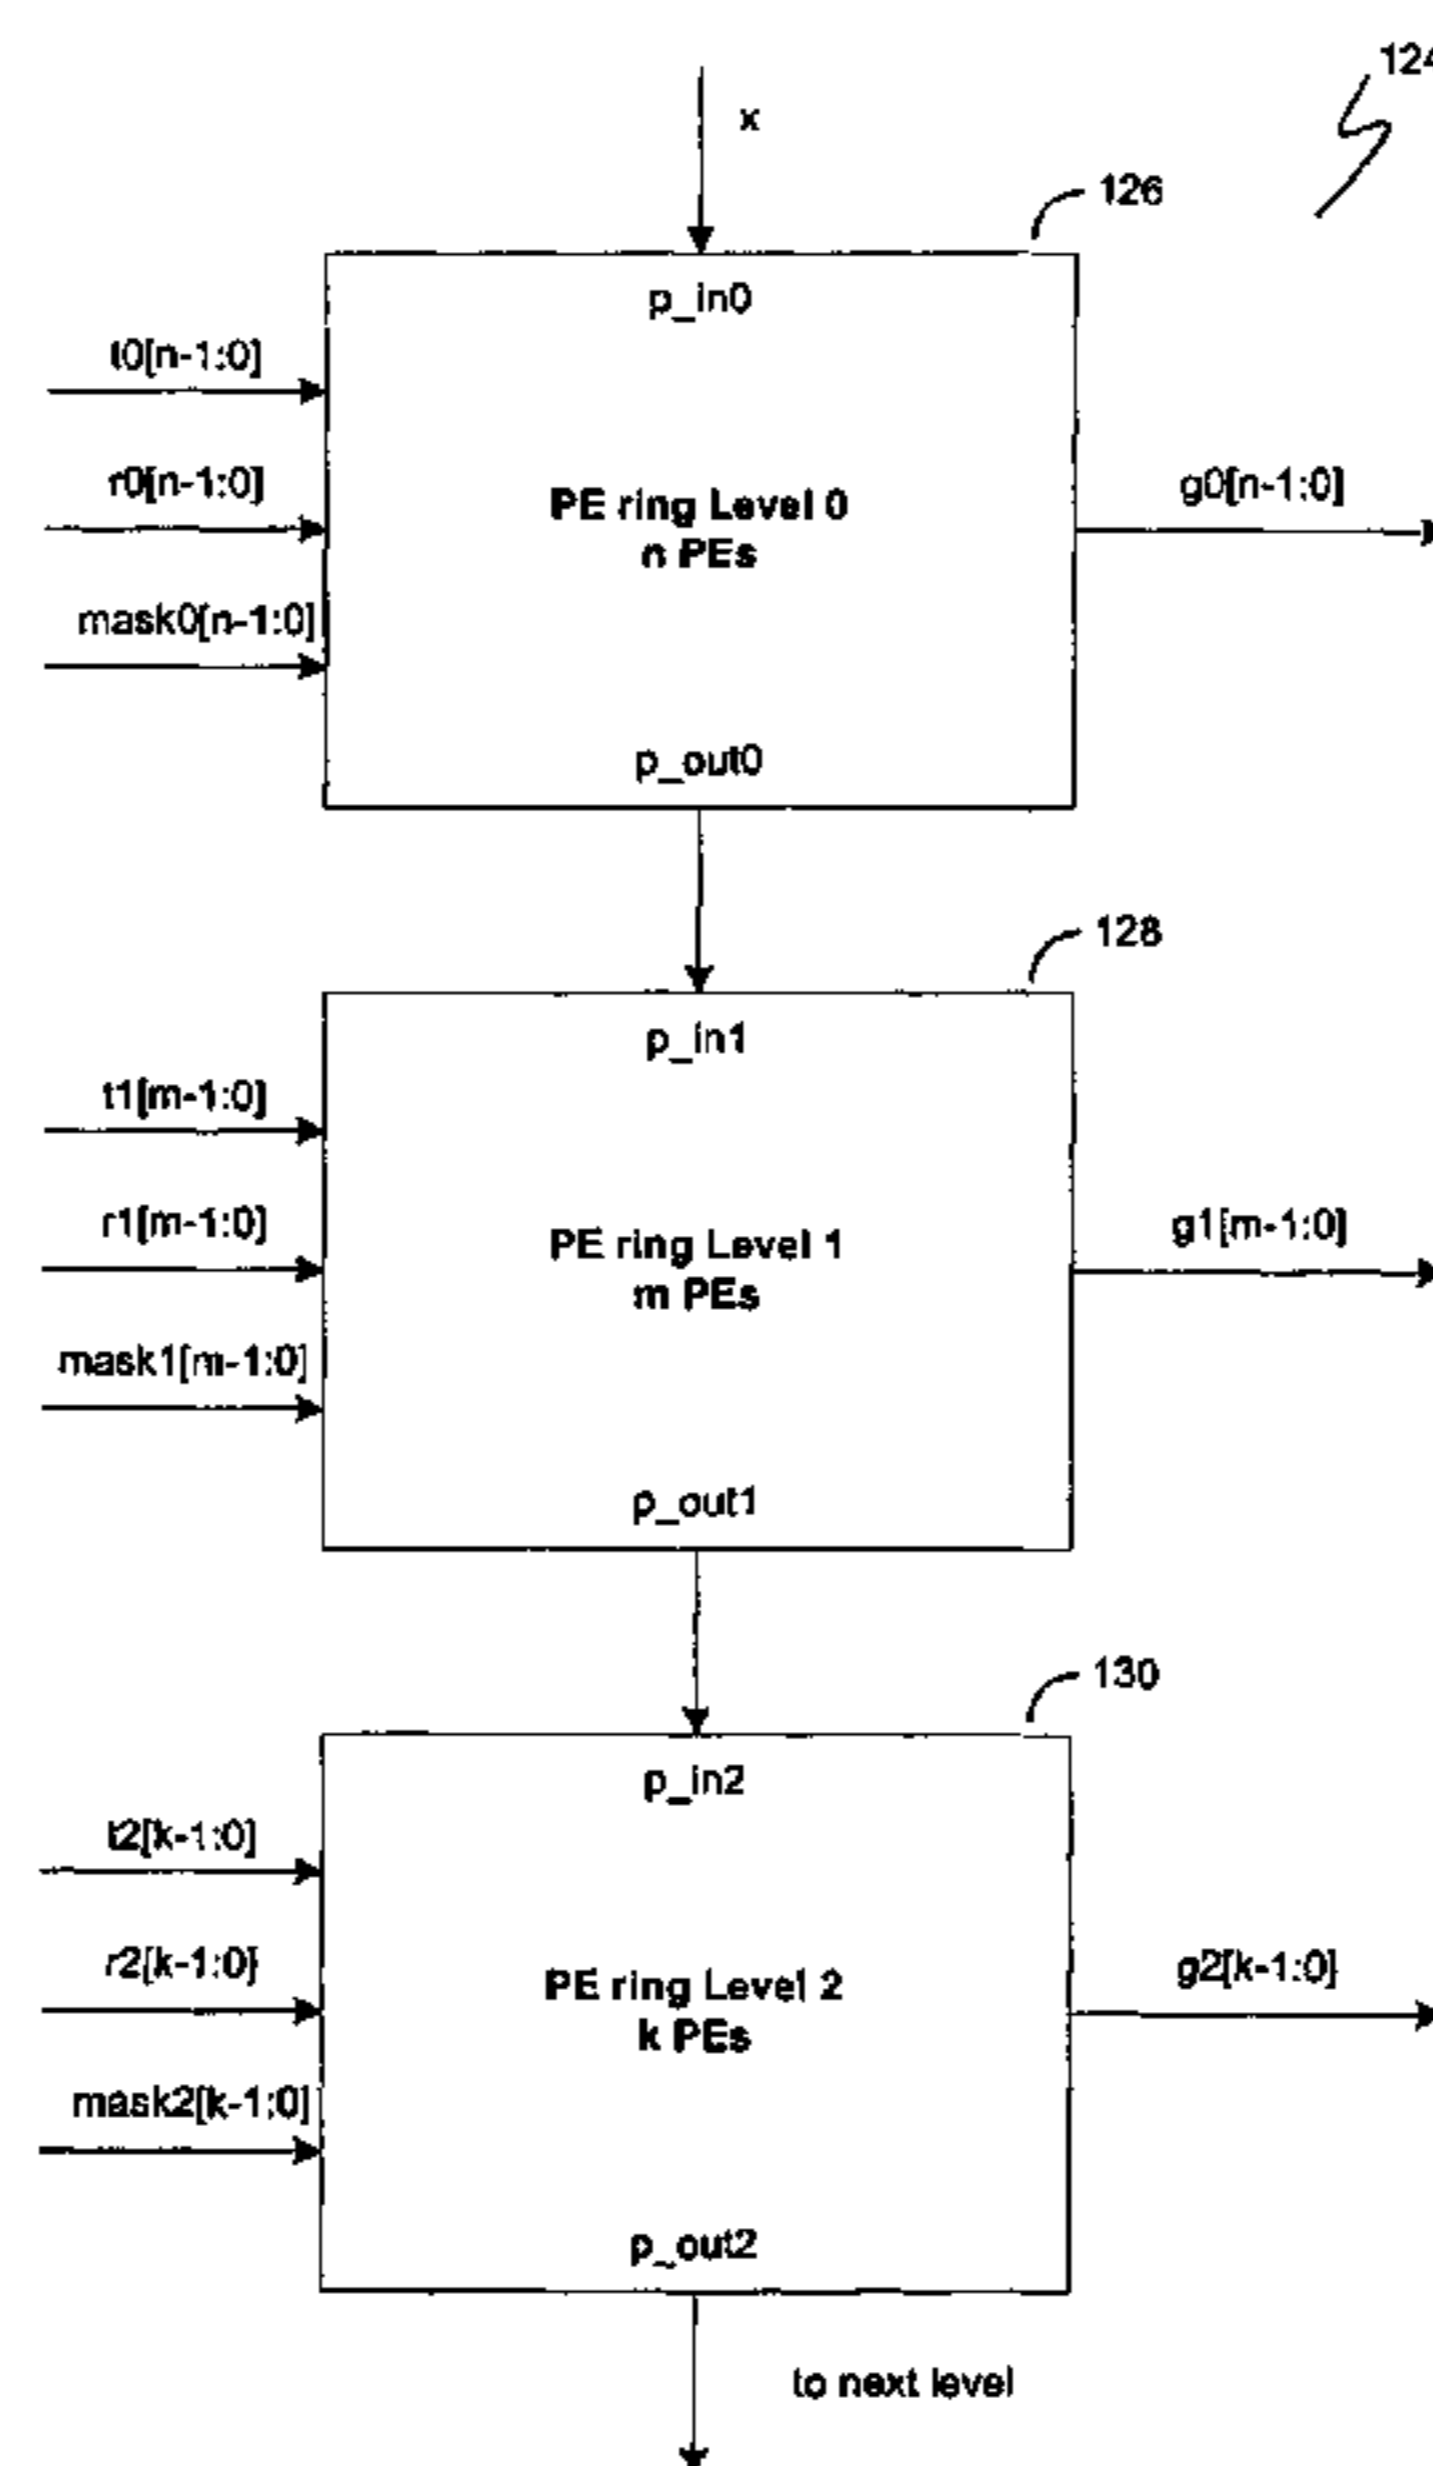 124
x
126
p_in0
t0[n-1:0]
r0[n-1:0]
PE ring Level 0
n PEs
g0[n-1:0]
mask0[n-1:0]
p_out0
128
p_in1
t1[m-1:0]
r1[m-1:0]
PE ring Level 1
m PEs
g1[m-1:0]
mask1[m-1:0]
p_out1
130
p_in2
t2[k-1:0]
r2[k-1:0]
PE ring Level 2
k PEs
g2[k-1:0]
mask2[k-1:0]
p_out2
to next level